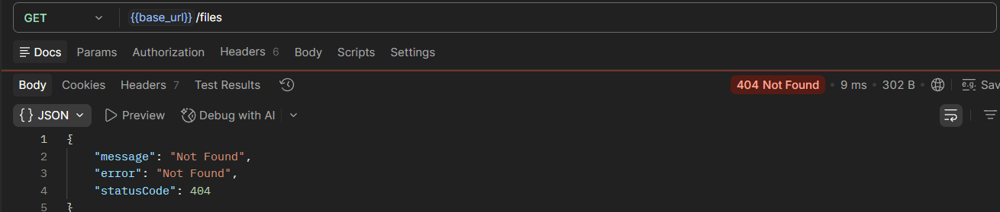 GET {{base_url}} /files
Docs Params Authorization Headers 6 Body Scripts Settings
Body Cookies Headers 7 Test Results 404 Not Found • 9 ms • 302 B • e.g. Sav
{} JSON Preview Debug with AI
1 {
2 "message": "Not Found",
3 "error": "Not Found",
4 "statusCode": 404
5 }